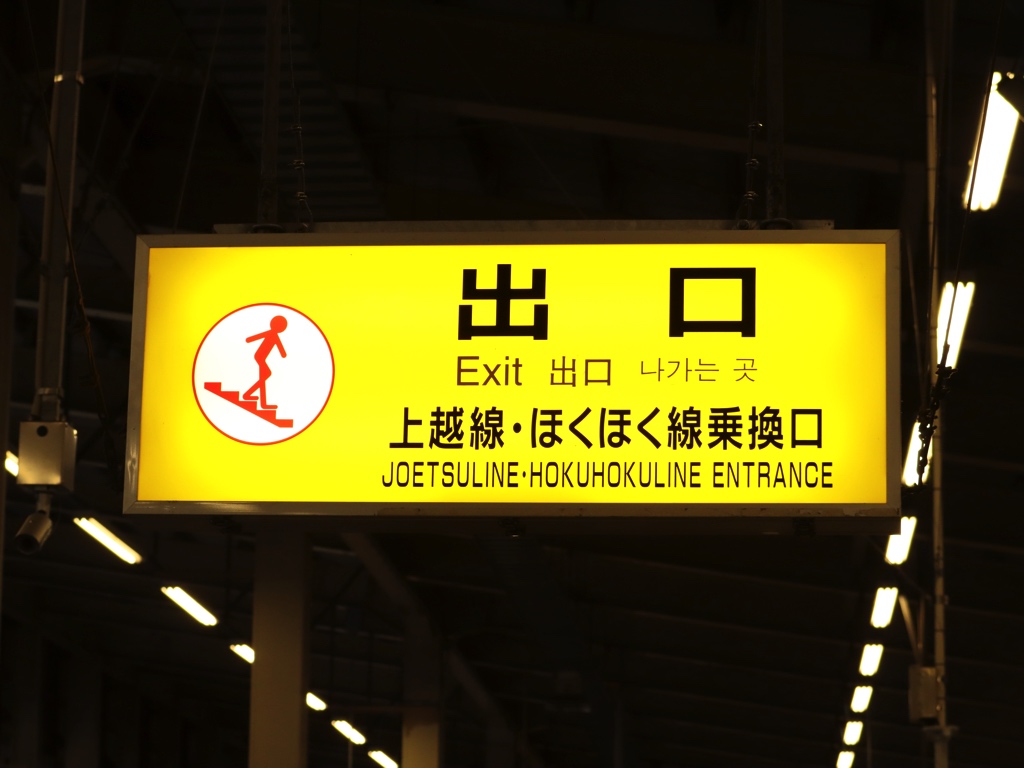 出口
Exit 出口 나가는 곳
上越線・ほくほく線乗換口
JOETSULINE・HOKUHOKULINE ENTRANCE